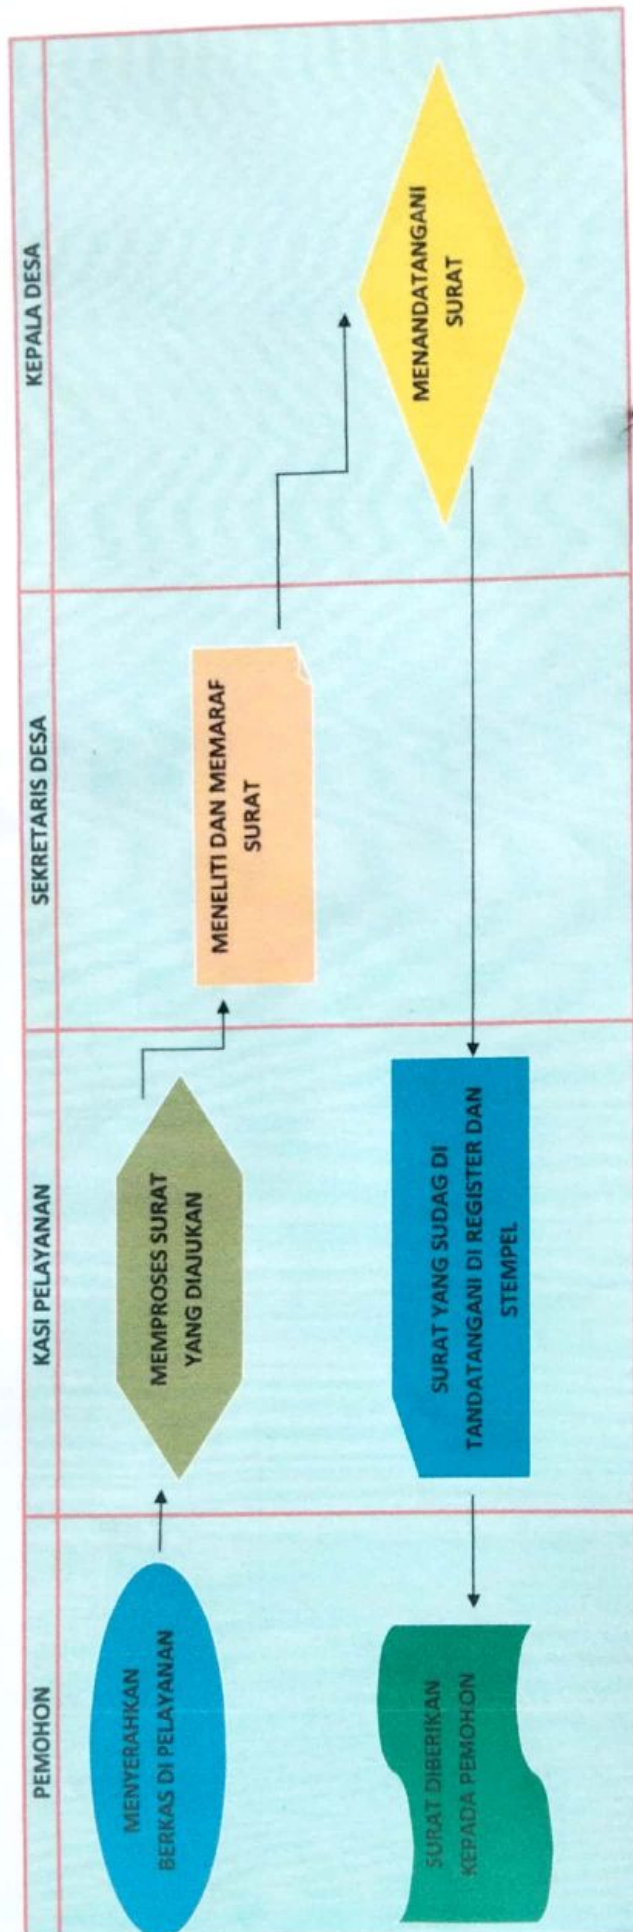 PEMOHON
KASI PELAYANAN
SEKRETARIS DESA
KEPALA DESA
MENYERAHKAN
BERKAS DI PELAYANAN
MEMPROSES SURAT
YANG DIAJUKAN
MENELITI DAN MEMARAF
SURAT
MENANDATANGANI
SURAT
SURAT YANG SUDAG DI
TANDATANGANI DI REGISTER DAN
STEMPEL
SURAT DIBERIKAN
KEPADA PEMOHON